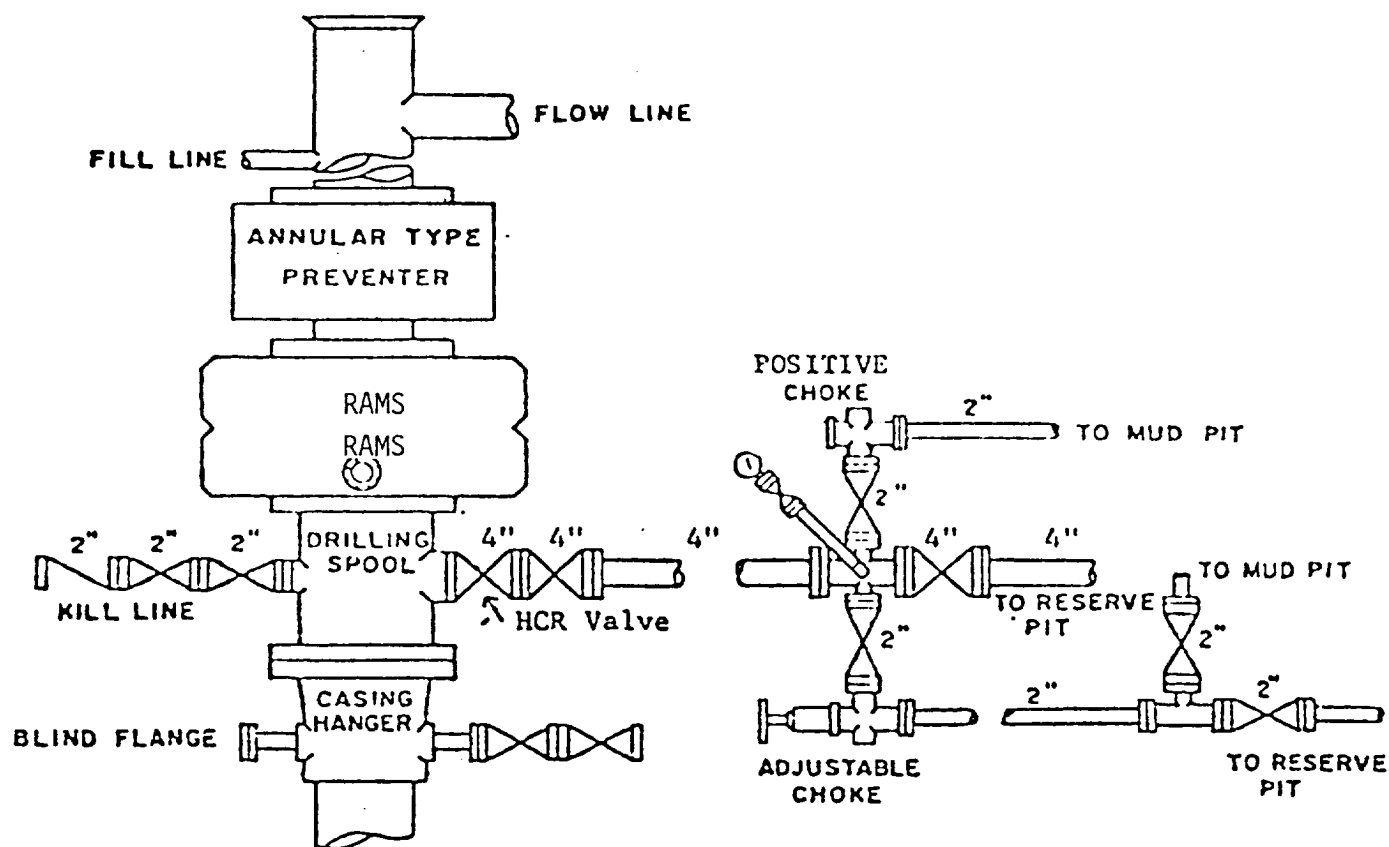 FLOW LINE
FILL LINE
ANNULAR TYPE
PREVENTER
RAMS
RAMS
POSITIVE
CHOKE
2"
TO MUD PIT
2"
2" 2" 2"
DRILLING
SPOOL
4" 4" 4"
4" 4"
KILL LINE
HCR Valve
TO RESERVE
PIT
TO MUD PIT
2"
2"
CASING
HANGER
BLIND FLANGE
2"
2"
ADJUSTABLE
CHOKE
TO RESERVE
PIT